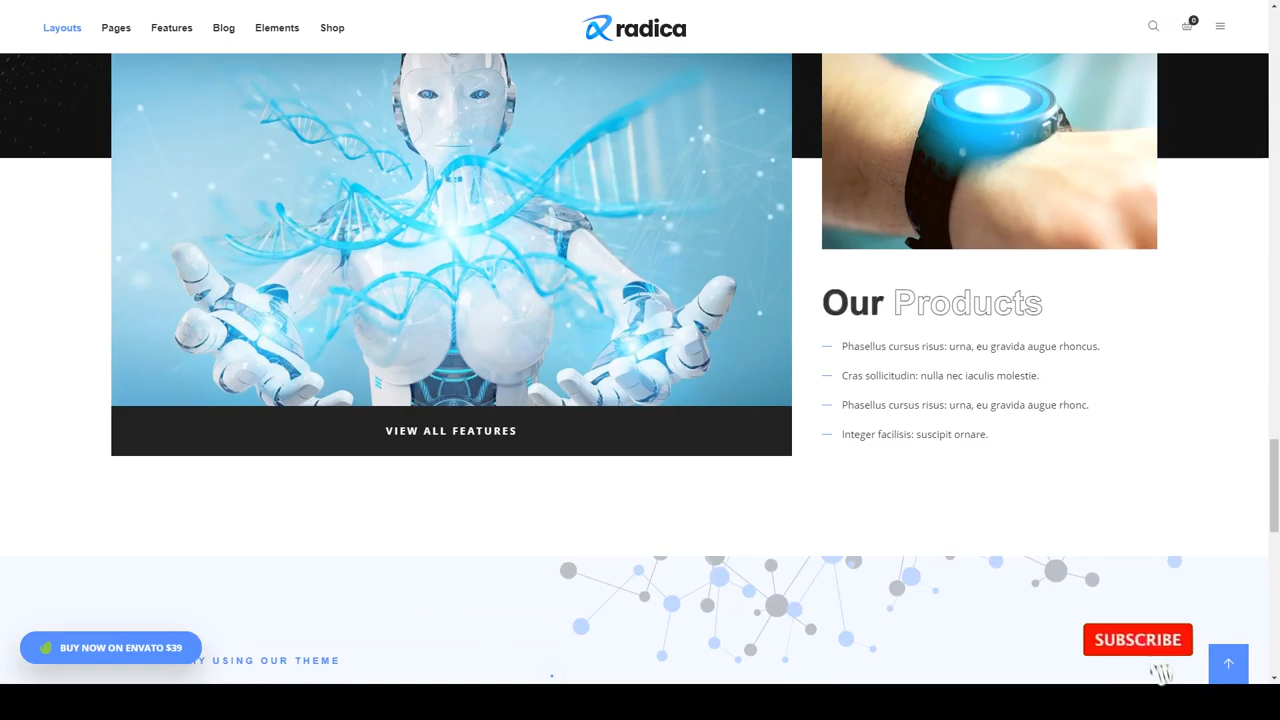 Layouts Pages Features Blog Elements Shop
radica
0
Our Products
Phasellus cursus risus: urna, eu gravida augue rhoncus.
Cras sollicitudin: nulla nec iaculis molestie.
Phasellus cursus risus: urna, eu gravida augue rhonc.
Integer facilisis: suscipit ornare.
VIEW ALL FEATURES
BUY NOW ON ENVATO $39
USING OUR THEME
SUBSCRIBE